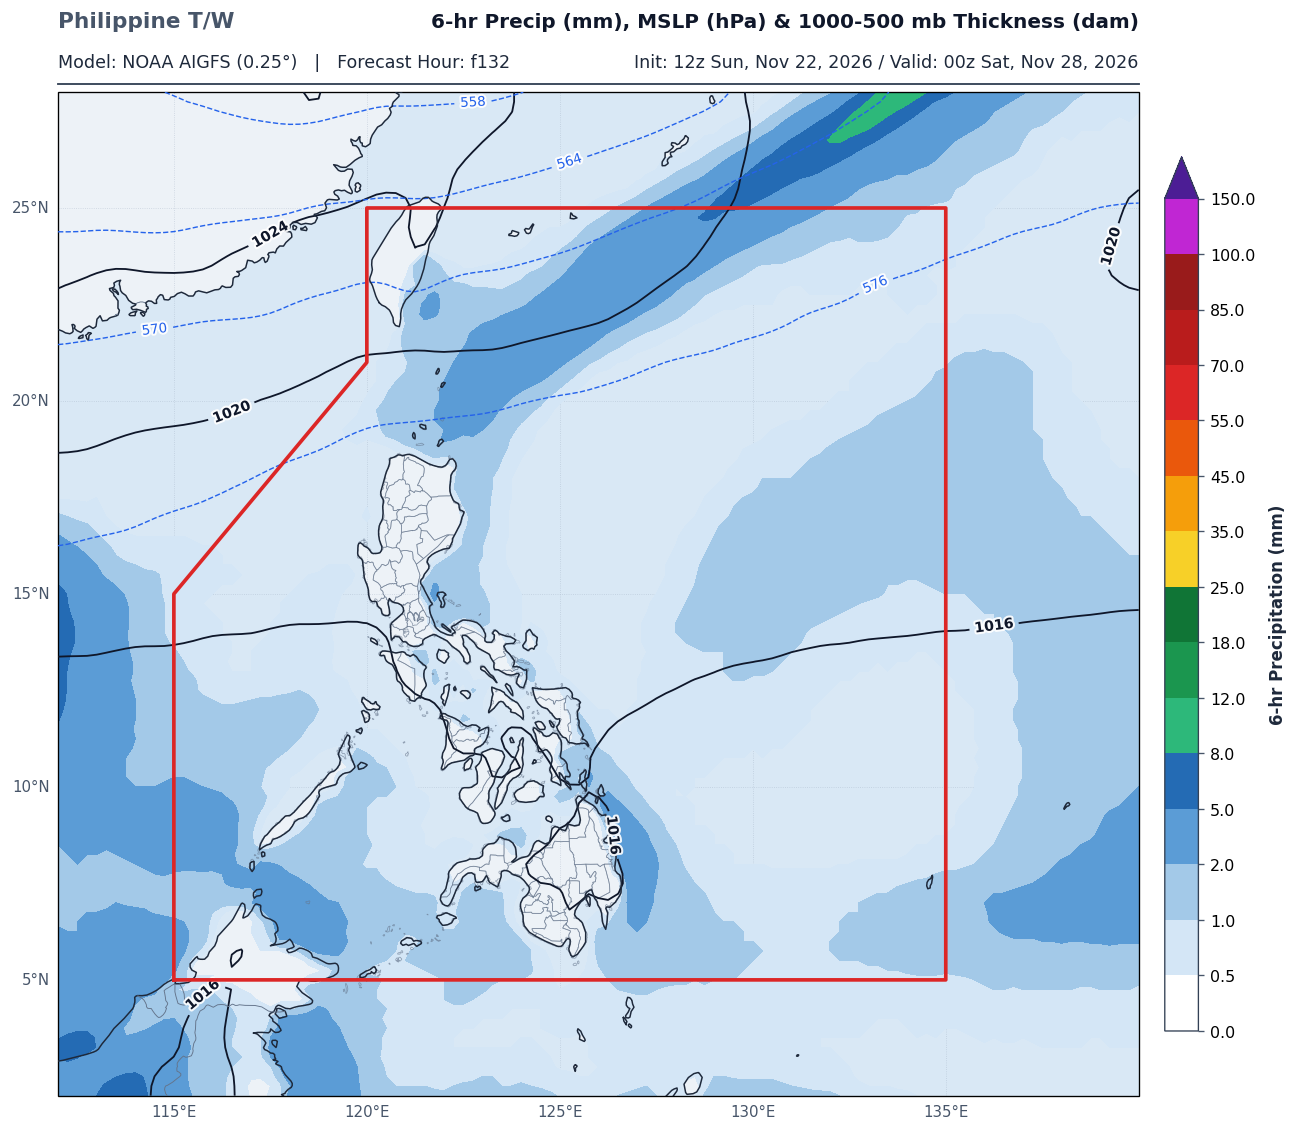 Philippine T/W
6-hr Precip (mm), MSLP (hPa) & 1000-500 mb Thickness (dam)
Model: NOAA AIGFS (0.25°) | Forecast Hour: f132
Init: 12z Sun, Nov 22, 2026 / Valid: 00z Sat, Nov 28, 2026
558
564
570
576
1024
1020
1020
1016
1016
1016
25°N
20°N
15°N
10°N
5°N
115°E
120°E
125°E
130°E
135°E
150.0
100.0
85.0
70.0
55.0
45.0
35.0
25.0
18.0
12.0
8.0
5.0
2.0
1.0
0.5
0.0
6-hr Precipitation (mm)